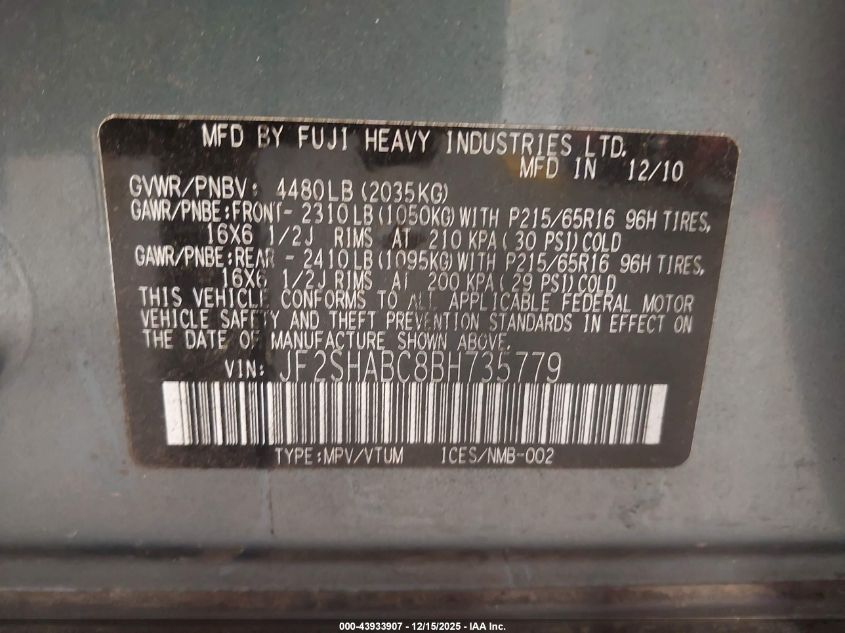 MFD BY FUJI HEAVY INDUSTRIES LTD.
MFD IN 12/10
GVWR/PNBV: 4480LB(2035KG)
GAWR/PNBE:FRONT- 2310LB(1050KG)WITH P215/65R16 96H TIRES,
16X6 1/2J RIMS AT 210 KPA(30 PSI)COLD
GAWR/PNBE:REAR - 2410LB(1095KG)WITH P215/65R16 96H TIRES,
16X6 1/2J RIMS AT 200 KPA(29 PSI)COLD
THIS VEHICLE CONFORMS TO ALL APPLICABLE FEDERAL MOTOR
VEHICLE SAFETY AND THEFT PREVENTION STANDARDS IN EFFECT ON
THE DATE OF MANUFACTURE SHOWN ABOVE.
VIN: JF2SHABC8BH735779
TYPE:MPV/VTUM ICES/NMB-002
000-43933907 - 12/15/2025 - IAA Inc.